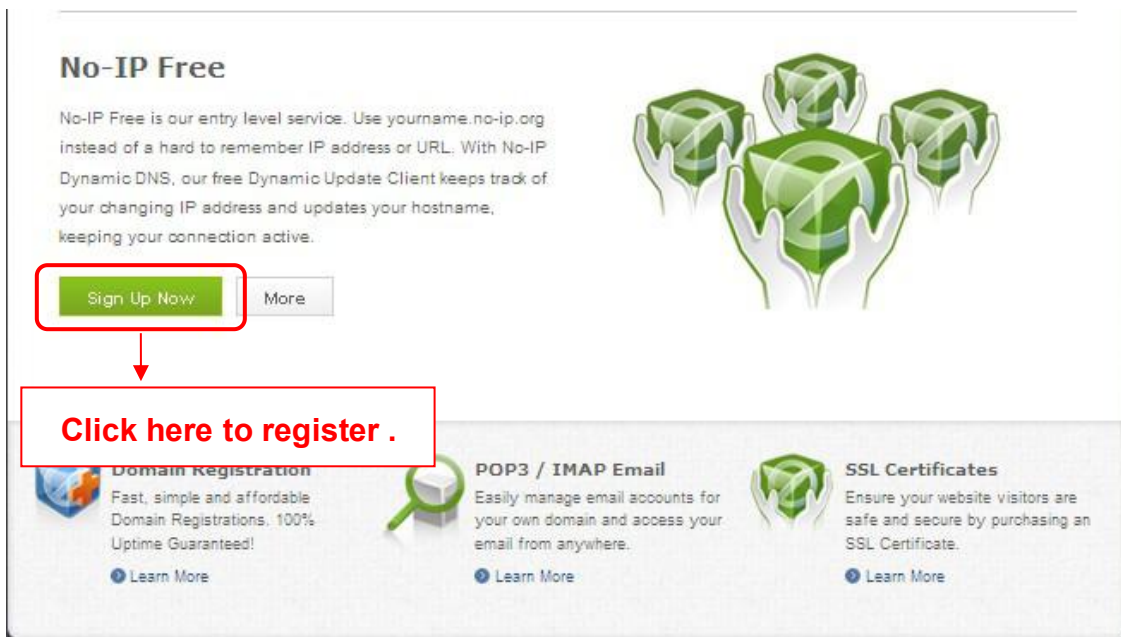 No-IP Free
No-IP Free is our entry level service. Use yourname.no-ip.org
instead of a hard to remember IP address or URL. With No-IP
Dynamic DNS, our free Dynamic Update Client keeps track of
your changing IP address and updates your hostname,
keeping your connection active.
Sign Up Now
More
Click here to register .
Domain Registration
Fast, simple and affordable
Domain Registrations, 100%
Uptime Guaranteed!
Learn More
POP3 / IMAP Email
Easily manage email accounts for
your own domain and access your
email from anywhere.
Learn More
SSL Certificates
Ensure your website visitors are
safe and secure by purchasing an
SSL Certificate.
Learn More